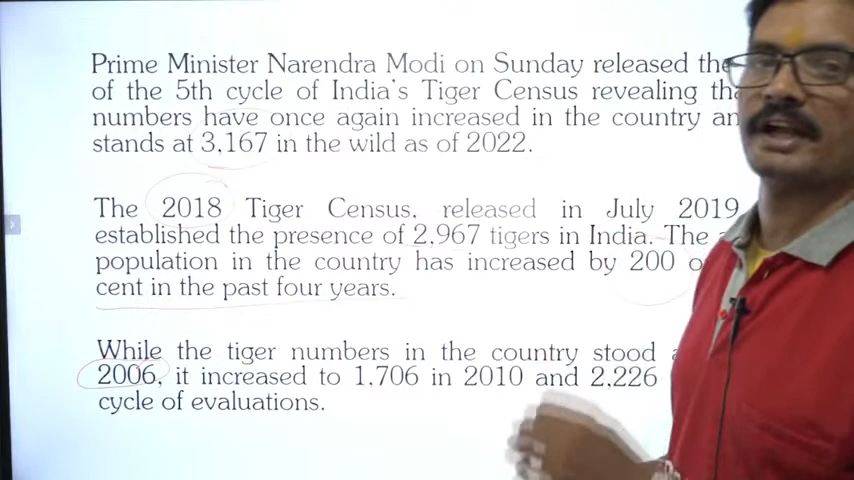 Prime Minister Narendra Modi on Sunday released the
of the 5th cycle of India's Tiger Census revealing
numbers have once again increased in the country
stands at 3,167 in the wild as of 2022.
The 2018 Tiger Census, released in July 2019
established the presence of 2,967 tigers in India. The
population in the country has increased by 200
cent in the past four years.
While the tiger numbers in the country stood
2006, it increased to 1,706 in 2010 and 2,226
cycle of evaluations.